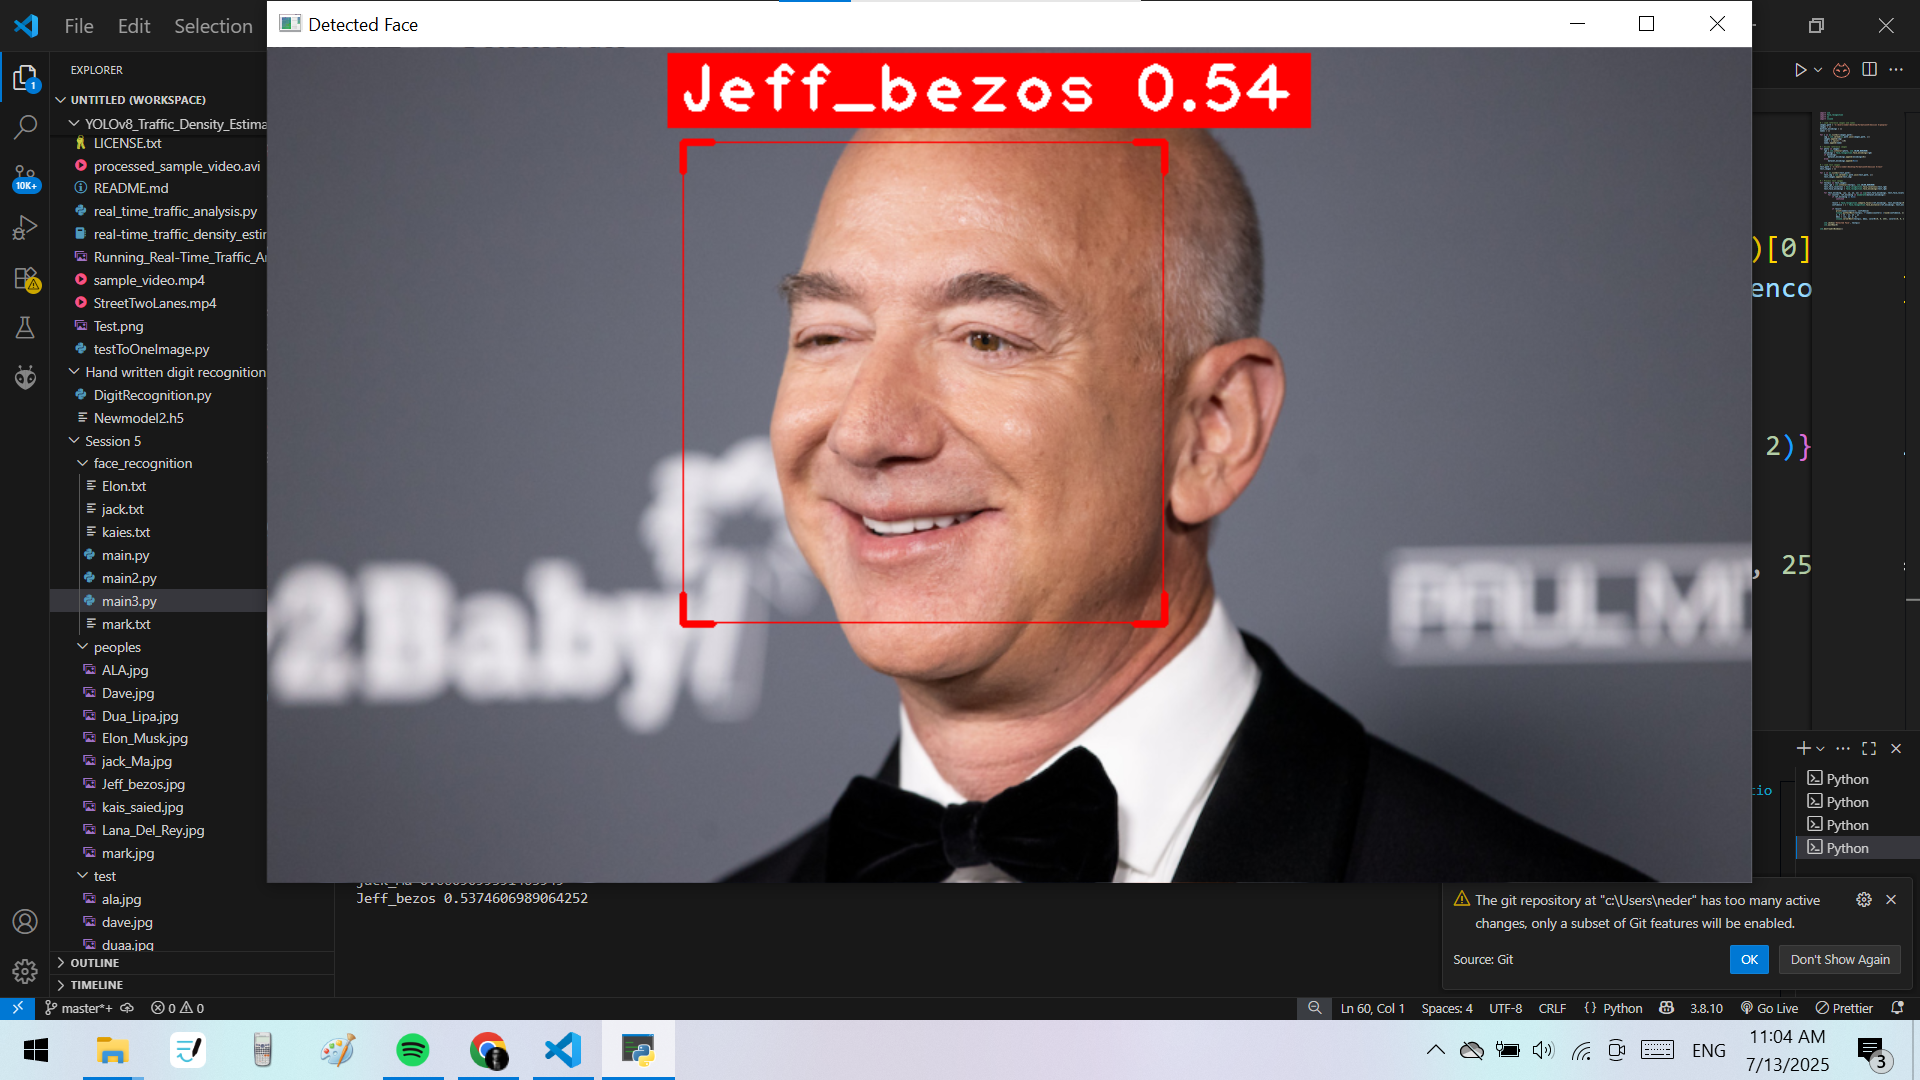 File Edit Selection
Detected Face
EXPLORER
UNTITLED (WORKSPACE)
YOLOv8_Traffic_Density_Estima
LICENSE.txt
processed_sample_video.avi
README.md
real_time_traffic_analysis.py
real-time_traffic_density_estir
Running_Real-Time_Traffic_A
sample_video.mp4
StreetTwoLanes.mp4
Test.png
testToOneImage.py
Hand written digit recognition
DigitRecognition.py
Newmodel2.h5
Session 5
face_recognition
Elon.txt
jack.txt
kaies.txt
main.py
main2.py
main3.py
mark.txt
peoples
ALA.jpg
Dave.jpg
Dua_Lipa.jpg
Elon_Musk.jpg
jack_Ma.jpg
Jeff_bezos.jpg
kais_saied.jpg
Lana_Del_Rey.jpg
mark.jpg
test
ala.jpg
dave.jpg
duaa.jpg
OUTLINE
TIMELINE
1
10K+
Jeff_bezos 0.54
2Baby
PAUL MI
)[0]
enco
2)}
, 25
cio
Python
Python
Python
Python
Jeff_bezos 0.5374606989064252
The git repository at "c:\Users\neder" has too many active
changes, only a subset of Git features will be enabled.
Source: Git
OK
Don't Show Again
master*+
0 0
Ln 60, Col 1
Spaces: 4
UTF-8
CRLF
{ } Python
3.8.10
Go Live
Prettier
ENG
11:04 AM
7/13/2025
3